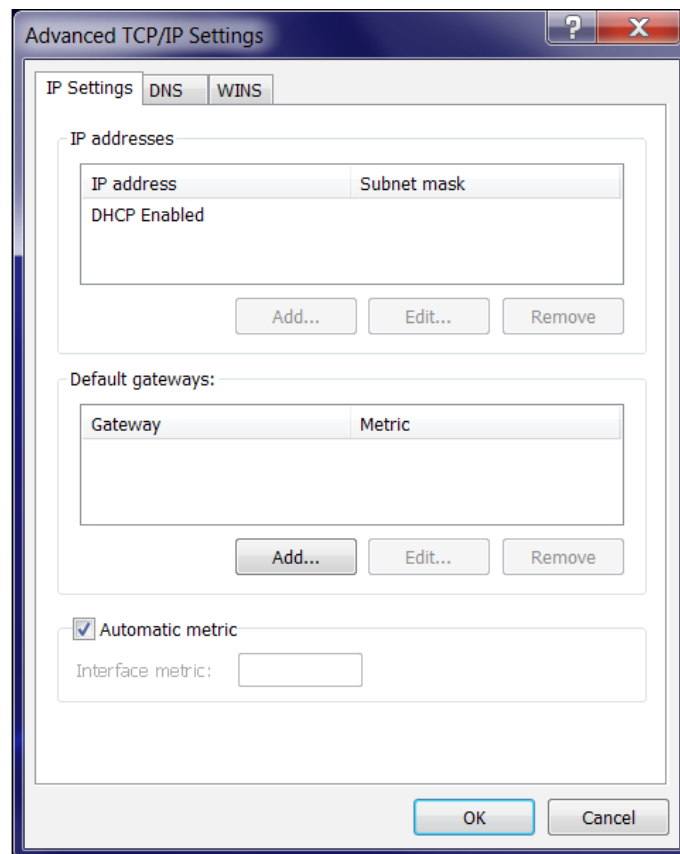 Advanced TCP/IP Settings
?
X
IP Settings DNS WINS
IP addresses
IP address Subnet mask
DHCP Enabled
Add... Edit... Remove
Default gateways:
Gateway Metric
Add... Edit... Remove
Automatic metric
Interface metric:
OK Cancel